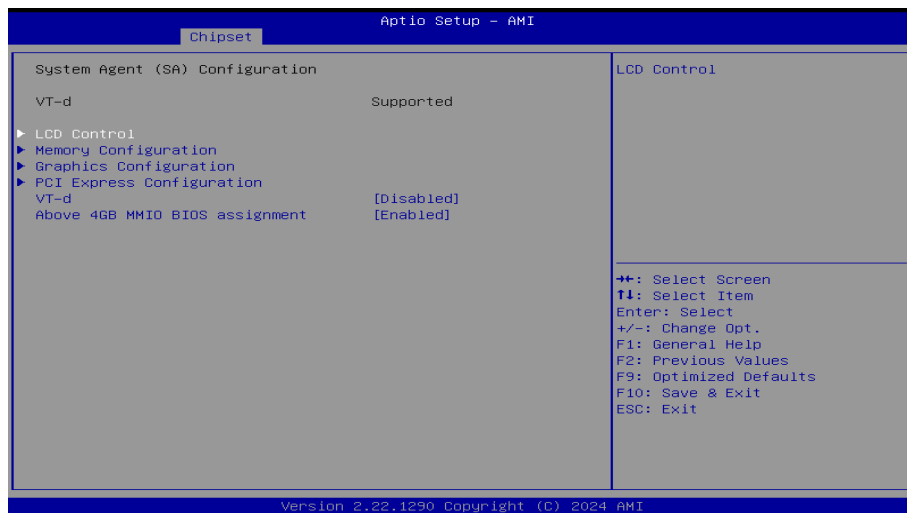 Aptio Setup – AMI
Chipset
System Agent (SA) Configuration
VT-d Supported
► LCD Control
► Memory Configuration
► Graphics Configuration
► PCI Express Configuration
VT-d [Disabled]
Above 4GB MMIO BIOS assignment [Enabled]
LCD Control
→←: Select Screen
↑↓: Select Item
Enter: Select
+/-: Change Opt.
F1: General Help
F2: Previous Values
F9: Optimized Defaults
F10: Save & Exit
ESC: Exit
Version 2.22.1290 Copyright (C) 2024 AMI